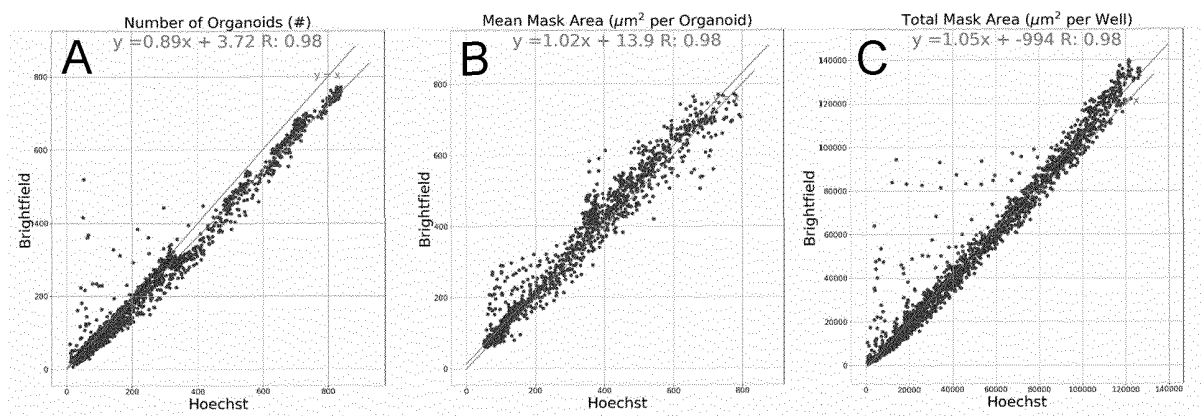 A
Number of Organoids (#)
y =0.89x + 3.72 R: 0.98
y = x
Brightfield
800
600
400
200
0
0 200 400 600 800
Hoechst
B
Mean Mask Area (μm² per Organoid)
y =1.02x + 13.9 R: 0.98
Brightfield
800
600
400
200
0
0 200 400 600 800
Hoechst
C
Total Mask Area (μm² per Well)
y =1.05x + -994 R: 0.98
Brightfield
140000
120000
100000
80000
60000
40000
20000
0
0 20000 40000 60000 80000 100000 120000 140000
Hoechst